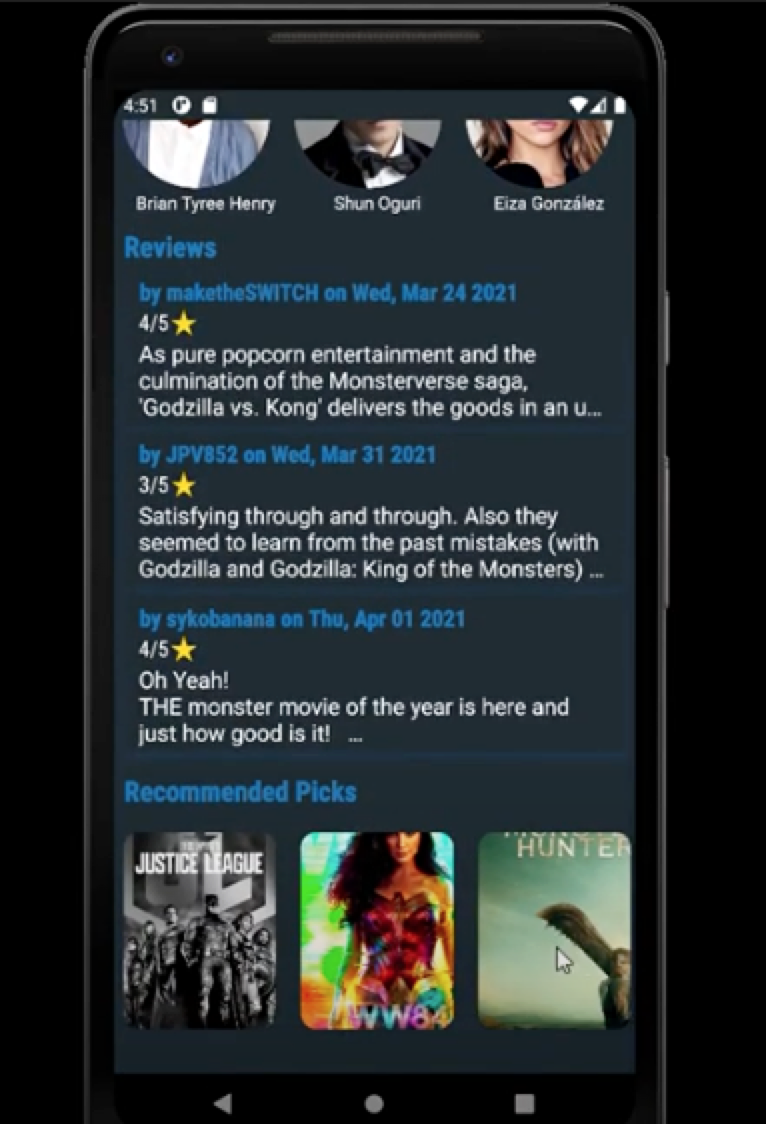 4:51
Brian Tyree Henry Shun Oguri Eiza González
Reviews
by maketheSWITCH on Wed, Mar 24 2021
4/5
As pure popcorn entertainment and the
culmination of the Monsterverse saga,
'Godzilla vs. Kong' delivers the goods in an u...
by JPV852 on Wed, Mar 31 2021
3/5
Satisfying through and through. Also they
seemed to learn from the past mistakes (with
Godzilla and Godzilla: King of the Monsters) ...
by sykobanana on Thu, Apr 01 2021
4/5
Oh Yeah!
THE monster movie of the year is here and
just how good is it! ...
Recommended Picks
JUSTICE LEAGUE
WW84
HUNTER